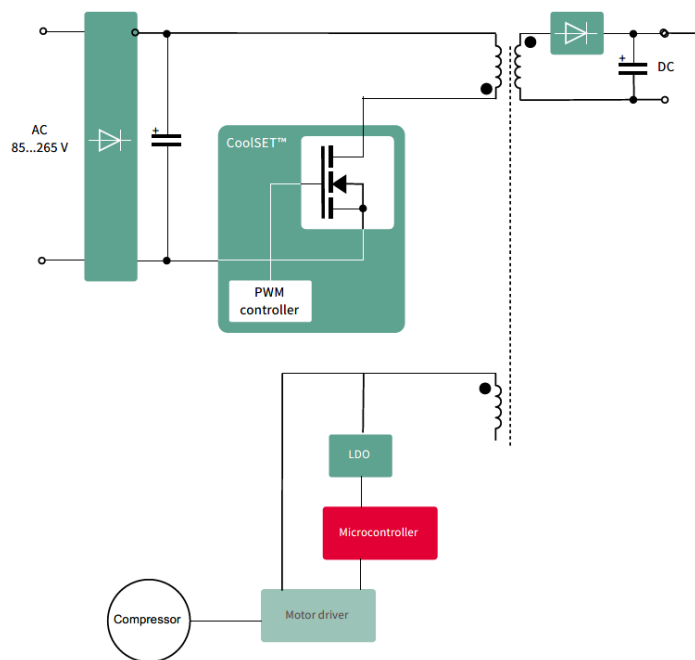 AC
85...265 V
CoolSET™
PWM
controller
+
+
DC
LDO
Microcontroller
Motor driver
Compressor